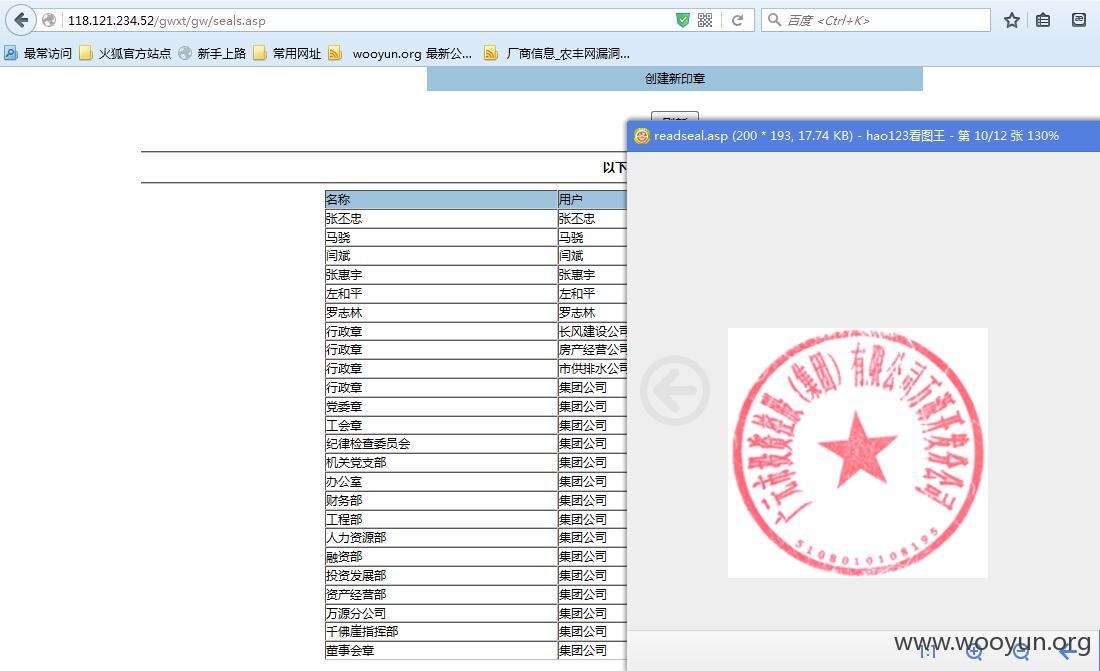 118.121.234.52/gwxt/gw/seals.asp
百度 <Ctrl+K>
最常访问 火狐官方站点 新手上路 常用网址 wooyun.org 最新公... 厂商信息_农丰网漏洞...
创建新印章
刷新
readseal.asp (200 * 193, 17.74 KB) - hao123看图王 - 第 10/12 张 130%
以下
名称 用户
张丕忠 张丕忠
马骁 马骁
闫斌 闫斌
张惠宇 张惠宇
左和平 左和平
罗志林 罗志林
行政章 长风建设公司
行政章 房产经营公司
行政章 市供排水公司
行政章 集团公司
党委章 集团公司
工会章 集团公司
纪律检查委员会 集团公司
机关党支部 集团公司
办公室 集团公司
财务部 集团公司
工程部 集团公司
人力资源部 集团公司
融资部 集团公司
投资发展部 集团公司
资产经营部 集团公司
万源分公司 集团公司
千佛崖指挥部 集团公司
董事会章 集团公司
广元市投资控股（集团）有限公司万源开发分公司
5108010108195
1:1
www.wooyun.org